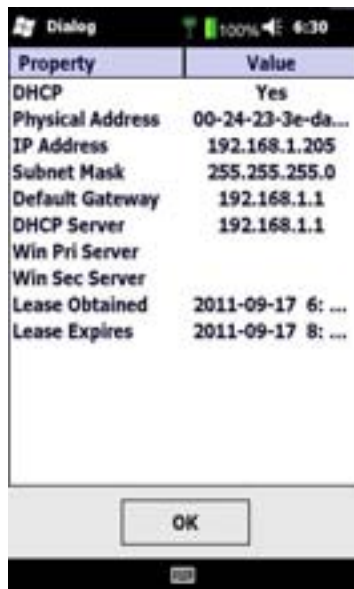 Dialog 100% 6:30
Property Value
DHCP Yes
Physical Address 00-24-23-3e-da...
IP Address 192.168.1.205
Subnet Mask 255.255.255.0
Default Gateway 192.168.1.1
DHCP Server 192.168.1.1
Win Pri Server
Win Sec Server
Lease Obtained 2011-09-17 6: ...
Lease Expires 2011-09-17 8: ...
OK